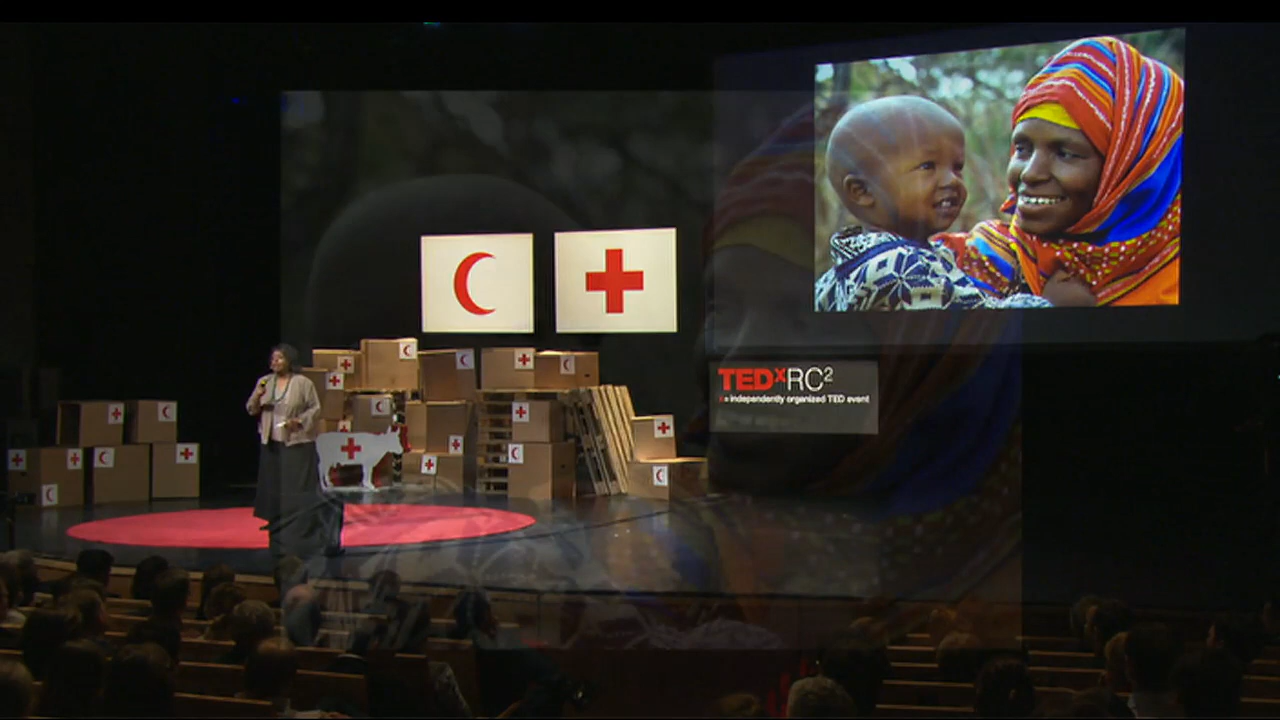 TEDxRC²
x = independently organized TED event